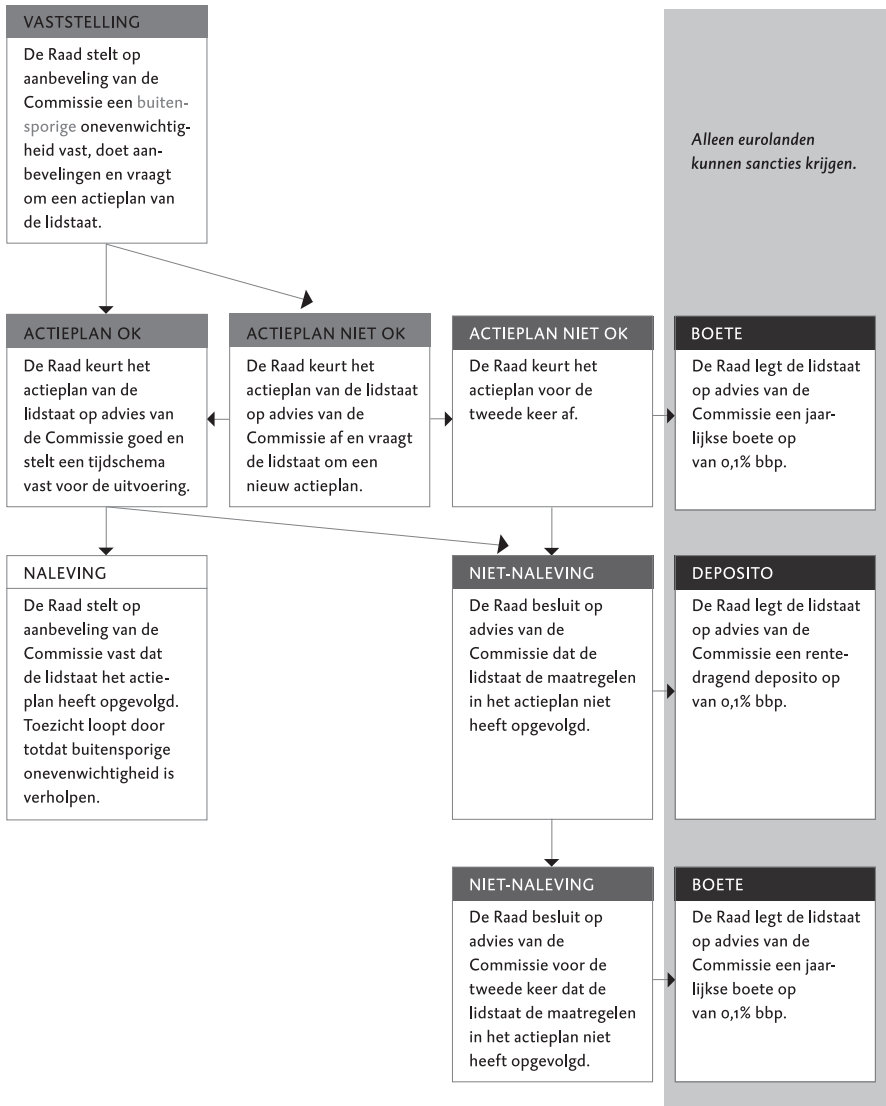 VASTSTELLING
De Raad stelt op
aanbeveling van de
Commissie een buiten-
sporige onevenwichtig-
heid vast, doet aan-
bevelingen en vraagt
om een actieplan van
de lidstaat.
Alleen eurolanden
kunnen sancties krijgen.
ACTIEPLAN OK
De Raad keurt het
actieplan van de
lidstaat op advies van
de Commissie goed en
stelt een tijdschema
vast voor de uitvoering.
ACTIEPLAN NIET OK
De Raad keurt het
actieplan van de lidstaat
op advies van de
Commissie af en vraagt
de lidstaat om een
nieuw actieplan.
ACTIEPLAN NIET OK
De Raad keurt het
actieplan voor de
tweede keer af.
BOETE
De Raad legt de lidstaat
op advies van de
Commissie een jaar-
lijkse boete op
van 0,1% bbp.
NALEVING
De Raad stelt op
aanbeveling van de
Commissie vast dat
de lidstaat het actie-
plan heeft opgevolgd.
Toezicht loopt door
totdat buitensporige
onevenwichtigheid is
verholpen.
NIET-NALEVING
De Raad besluit op
advies van de
Commissie dat de
lidstaat de maatregelen
in het actieplan niet
heeft opgevolgd.
DEPOSITO
De Raad legt de lidstaat
op advies van de
Commissie een rente-
dragend deposito op
van 0,1% bbp.
NIET-NALEVING
De Raad besluit op
advies van de
Commissie voor de
tweede keer dat de
lidstaat de maatregelen
in het actieplan niet
heeft opgevolgd.
BOETE
De Raad legt de lidstaat
op advies van de
Commissie een jaar-
lijkse boete op
van 0,1% bbp.